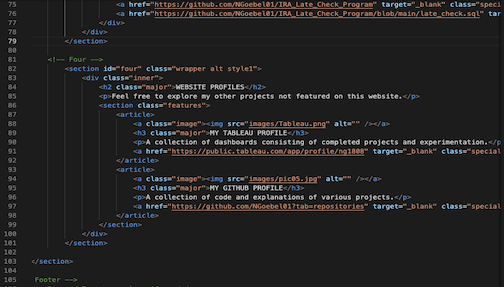 75 <a href="https://github.com/NGoebel01/IRA_Late_Check_Program" target="_blank" class="speci
76 <a href="https://github.com/NGoebel01/IRA_Late_Check_Program/blob/main/late_check.sql" tar
77 </div>
78 </div>
79 </section>
80
81 <!-- Four -->
82 <section id="four" class="wrapper alt style1">
83 <div class="inner">
84 <h2 class="major">WEBSITE PROFILES</h2>
85 <p>Feel free to explore my other projects not featured on this website.</p>
86 <section class="features">
87 <article>
88 <a class="image"><img src="images/Tableau.png" alt="" /></a>
89 <h3 class="major">MY TABLEAU PROFILE</h3>
90 <p>A collection of dashboards consisting of completed projects and experimentation.</p
91 <a href="https://public.tableau.com/app/profile/ng1808" target="_blank" class="special
92 </article>
93 <article>
94 <a class="image"><img src="images/pic05.jpg" alt="" /></a>
95 <h3 class="major">MY GITHUB PROFILE</h3>
96 <p>A collection of code and explanations of various projects.</p>
97 <a href="https://github.com/NGoebel01?tab=repositories" target="_blank" class="special
98 </article>
99 </section>
100 </div>
101 </section>
102
103 </section>
104
105 Footer -->